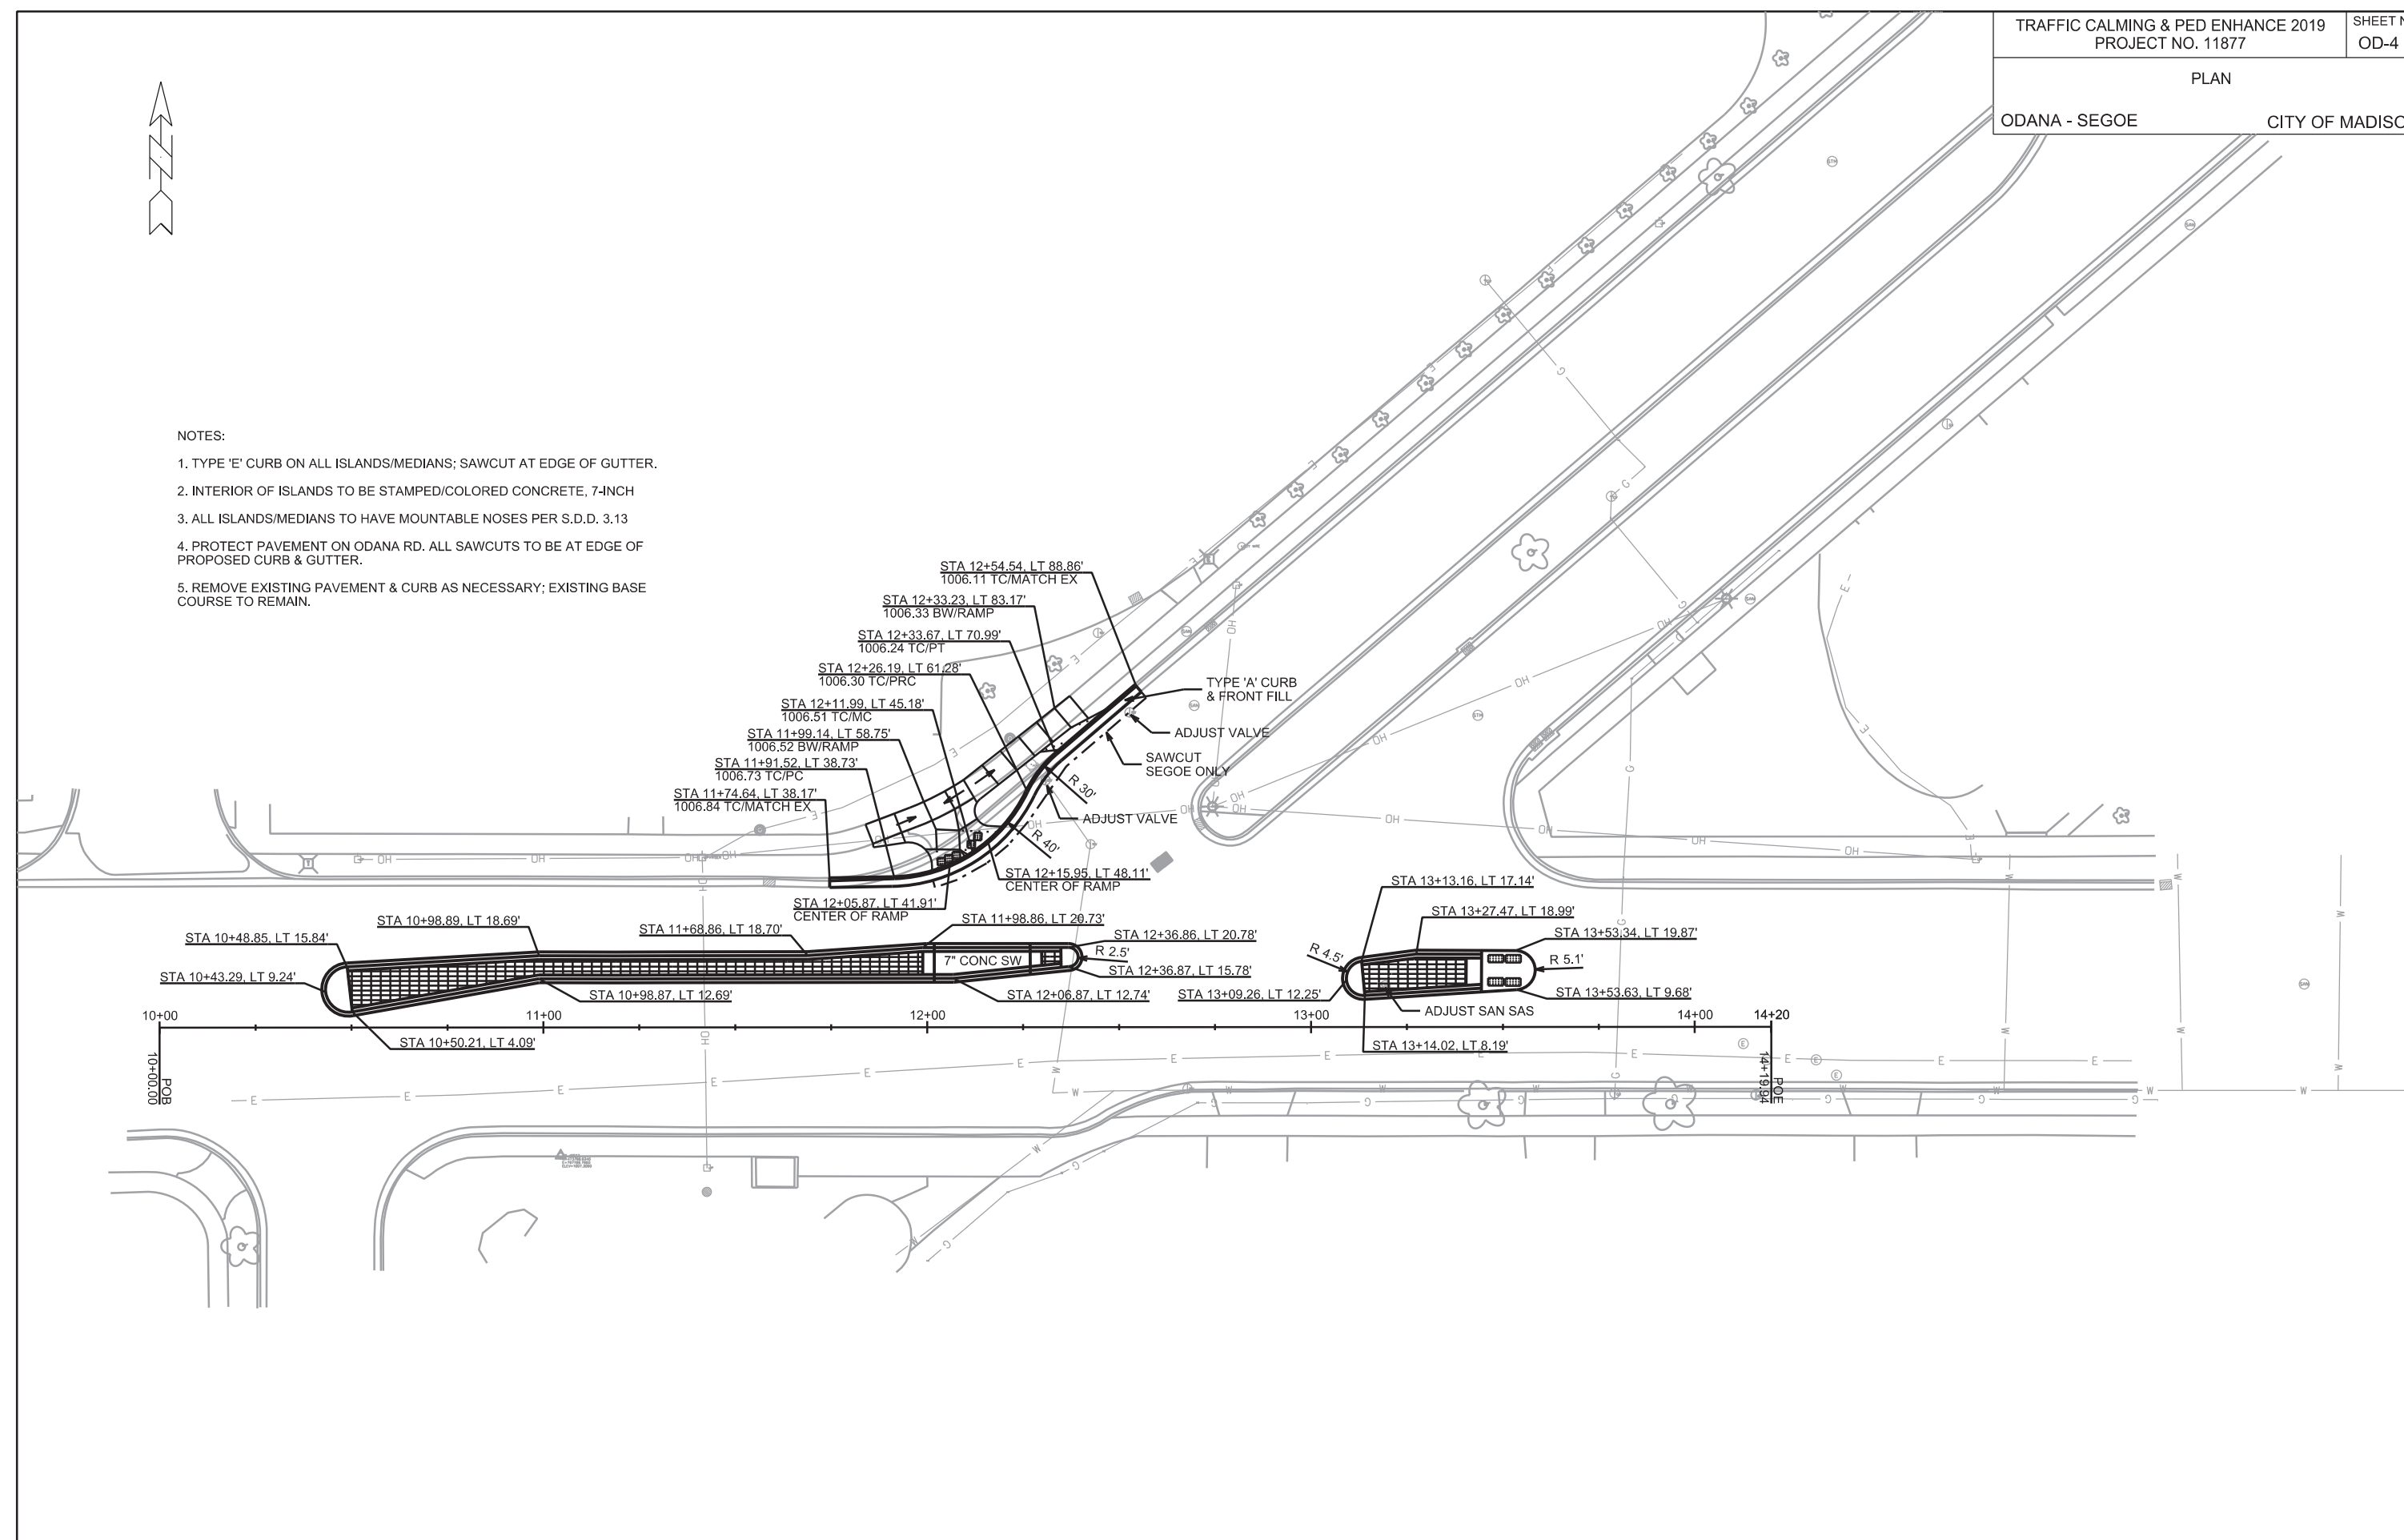 TRAFFIC CALMING & PED ENHANCE 2019
PROJECT NO. 11877
SHEET N
OD-4
PLAN
ODANA - SEGOE
CITY OF MADISO
N
NOTES:
1. TYPE 'E' CURB ON ALL ISLANDS/MEDIANS; SAWCUT AT EDGE OF GUTTER.
2. INTERIOR OF ISLANDS TO BE STAMPED/COLORED CONCRETE, 7-INCH
3. ALL ISLANDS/MEDIANS TO HAVE MOUNTABLE NOSES PER S.D.D. 3.13
4. PROTECT PAVEMENT ON ODANA RD. ALL SAWCUTS TO BE AT EDGE OF
PROPOSED CURB & GUTTER.
5. REMOVE EXISTING PAVEMENT & CURB AS NECESSARY; EXISTING BASE
COURSE TO REMAIN.
STA 12+54.54, LT 88.86'
1006.11 TC/MATCH EX
STA 12+33.23, LT 83.17'
1006.33 BW/RAMP
STA 12+33.67, LT 70.99'
1006.24 TC/PT
STA 12+26.19, LT 61.28'
1006.30 TC/PRC
STA 12+11.99, LT 45.18'
1006.51 TC/MC
STA 11+99.14, LT 58.75'
1006.52 BW/RAMP
STA 11+91.52, LT 38.73'
1006.73 TC/PC
STA 11+74.64, LT 38.17'
1006.84 TC/MATCH EX
TYPE 'A' CURB
& FRONT FILL
ADJUST VALVE
SAWCUT
SEGOE ONLY
R 30'
ADJUST VALVE
R 40'
STA 12+15.95, LT 48.11'
CENTER OF RAMP
STA 12+05.87, LT 41.91'
CENTER OF RAMP
STA 10+48.85, LT 15.84'
STA 10+98.89, LT 18.69'
STA 11+68.86, LT 18.70'
STA 11+98.86, LT 20.73'
STA 12+36.86, LT 20.78'
R 2.5'
7" CONC SW
STA 12+36.87, LT 15.78'
STA 10+43.29, LT 9.24'
STA 10+98.87, LT 12.69'
STA 12+06.87, LT 12.74'
STA 10+50.21, LT 4.09'
STA 13+13.16, LT 17.14'
STA 13+27.47, LT 18.99'
STA 13+53.34, LT 19.87'
R 4.5'
R 5.1'
STA 13+09.26, LT 12.25'
STA 13+53.63, LT 9.68'
ADJUST SAN SAS
STA 13+14.02, LT 8.19'
10+00
11+00
12+00
13+00
14+00
14+20
POB
10+00.00
POE
14+19.94